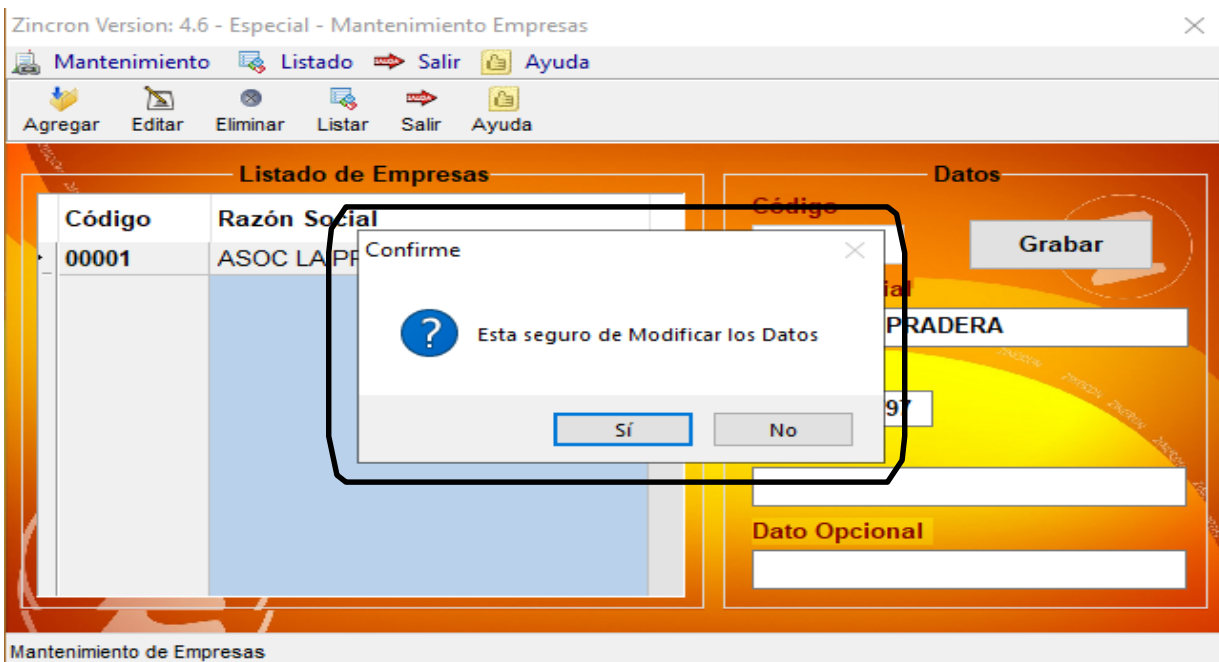 Zincron Version: 4.6 - Especial - Mantenimiento Empresas
Mantenimiento Listado Salir Ayuda
Agregar Editar Eliminar Listar Salir Ayuda
Listado de Empresas
Código Razón Social
00001 ASOC LA
Confirme
Esta seguro de Modificar los Datos
Sí No
Datos
Código
Grabar
PRADERA
97
Dato Opcional
Mantenimiento de Empresas